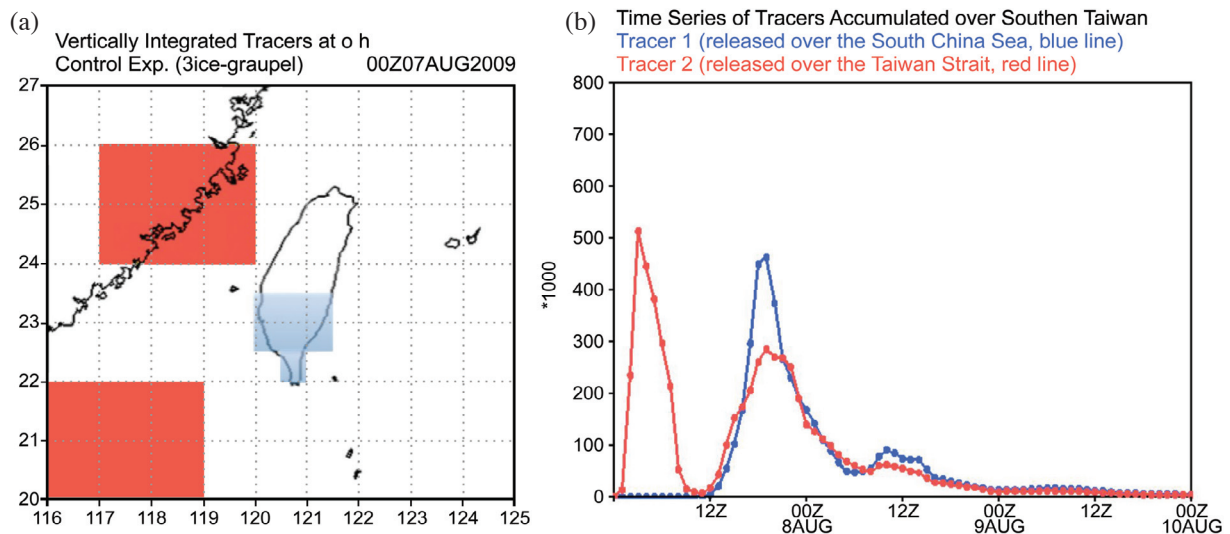 (a)
Vertically Integrated Tracers at o h
Control Exp. (3ice-graupel) 00Z07AUG2009
27
26
25
24
23
22
21
20
116 117 118 119 120 121 122 123 124 125
(b)
Time Series of Tracers Accumulated over Southen Taiwan
Tracer 1 (released over the South China Sea, blue line)
Tracer 2 (released over the Taiwan Strait, red line)
*1000
800
700
600
500
400
300
200
100
0
12Z 00Z 12Z 00Z 12Z 00Z
8AUG 9AUG 10AUG